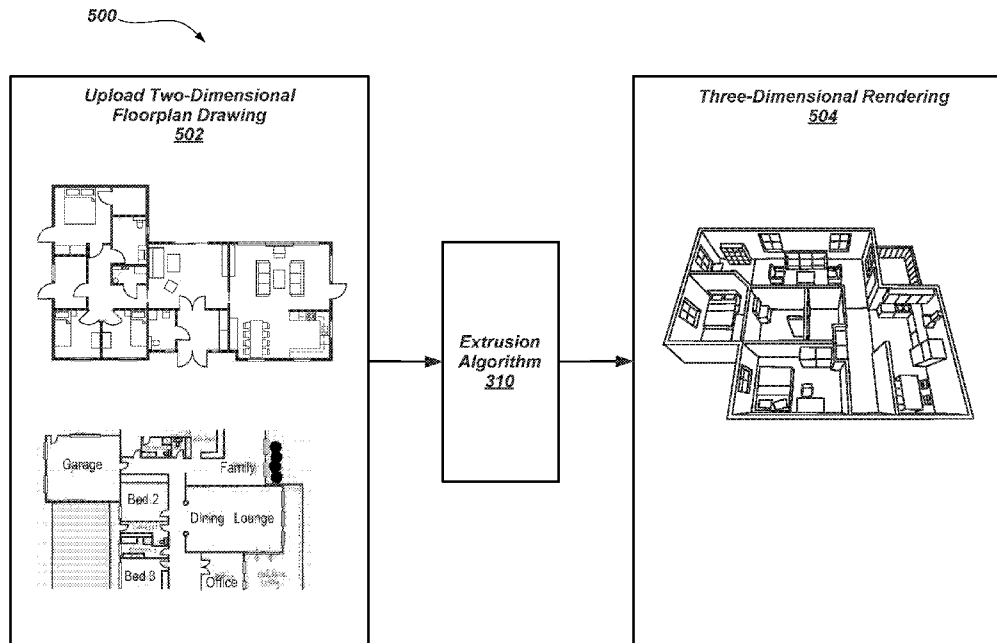 500
Upload Two-Dimensional
Floorplan Drawing
502
Three-Dimensional Rendering
504
Extrusion
Algorithm
310
Garage
Family
Bed 2
Dining Lounge
Bed 3
Office